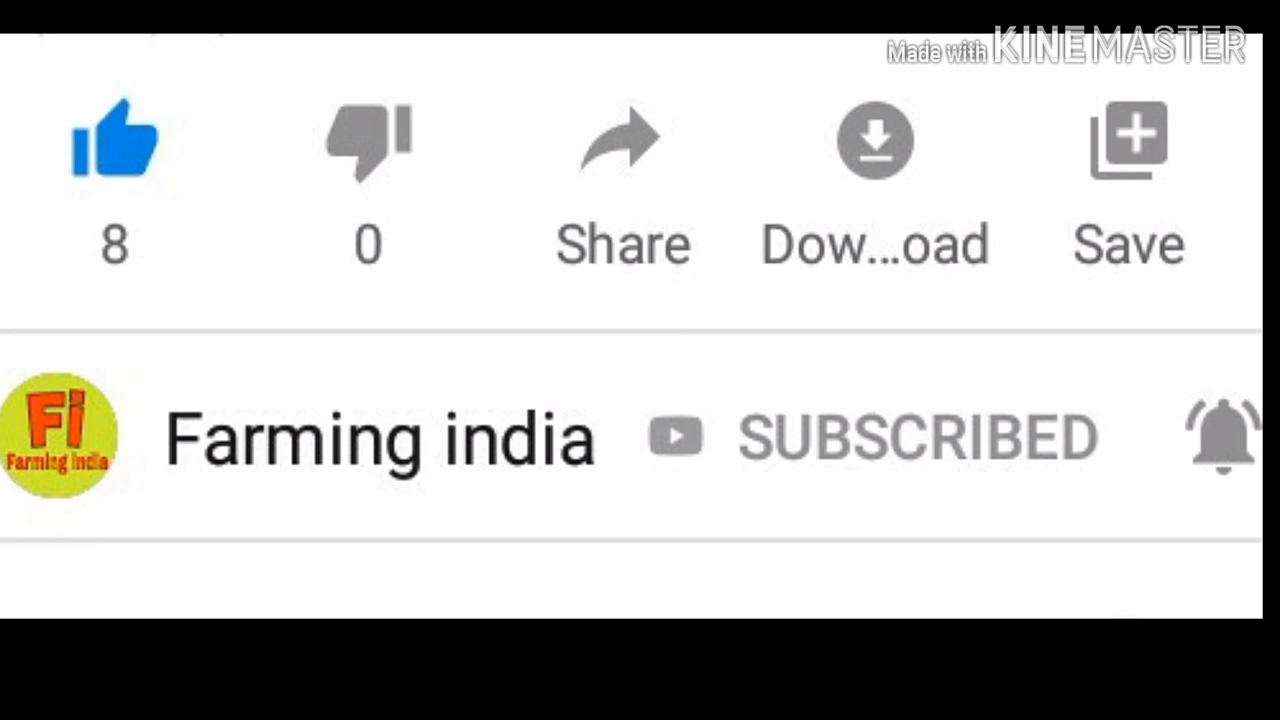 Made with KINEMASTER
8 0 Share Dow...oad Save
Fi
Farming India
Farming india SUBSCRIBED